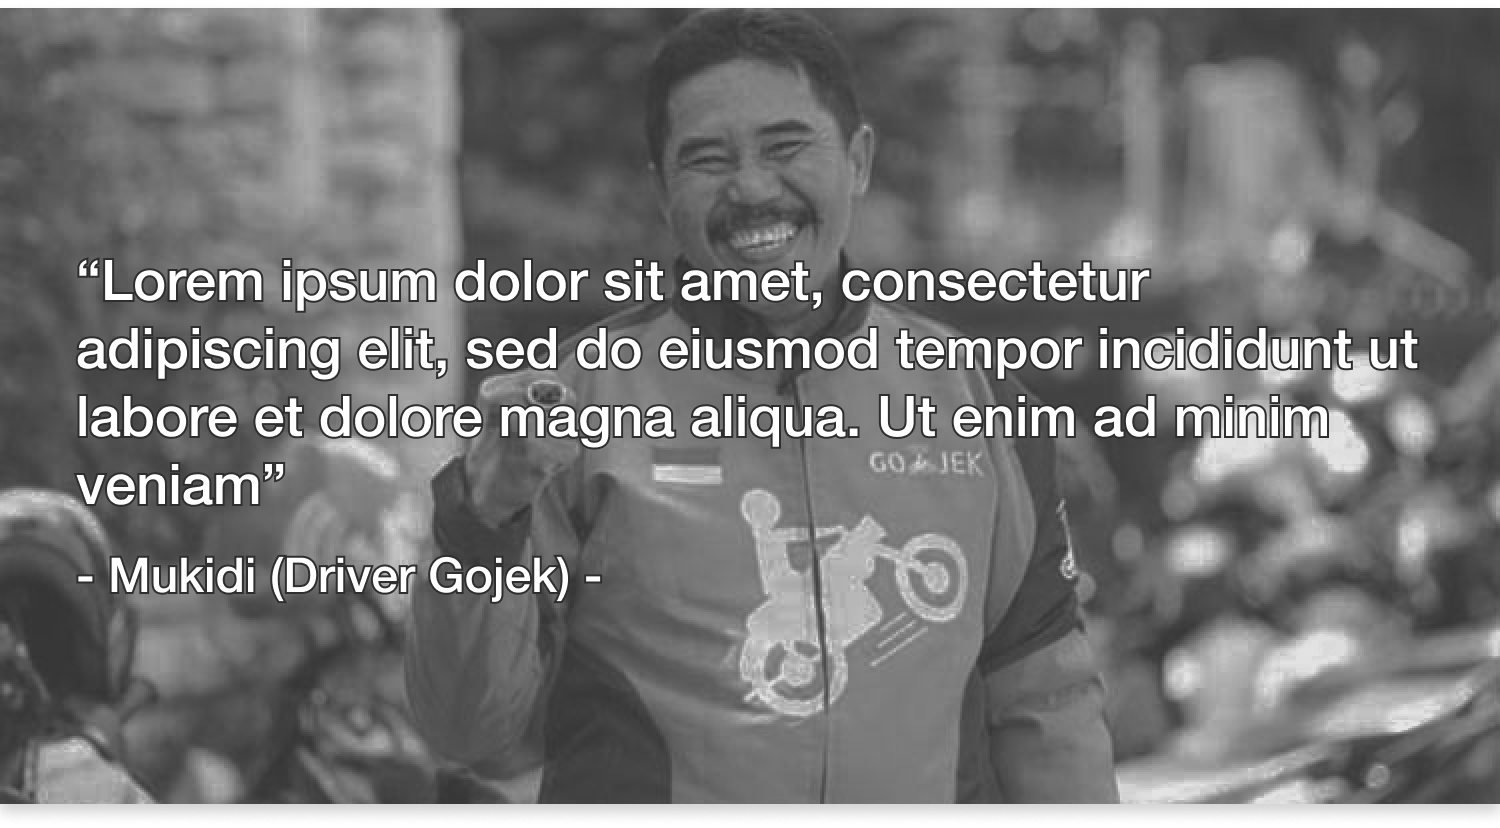 “Lorem ipsum dolor sit amet, consectetur
adipiscing elit, sed do eiusmod tempor incididunt ut
labore et dolore magna aliqua. Ut enim ad minim
veniam”
GO JEK
- Mukidi (Driver Gojek) -